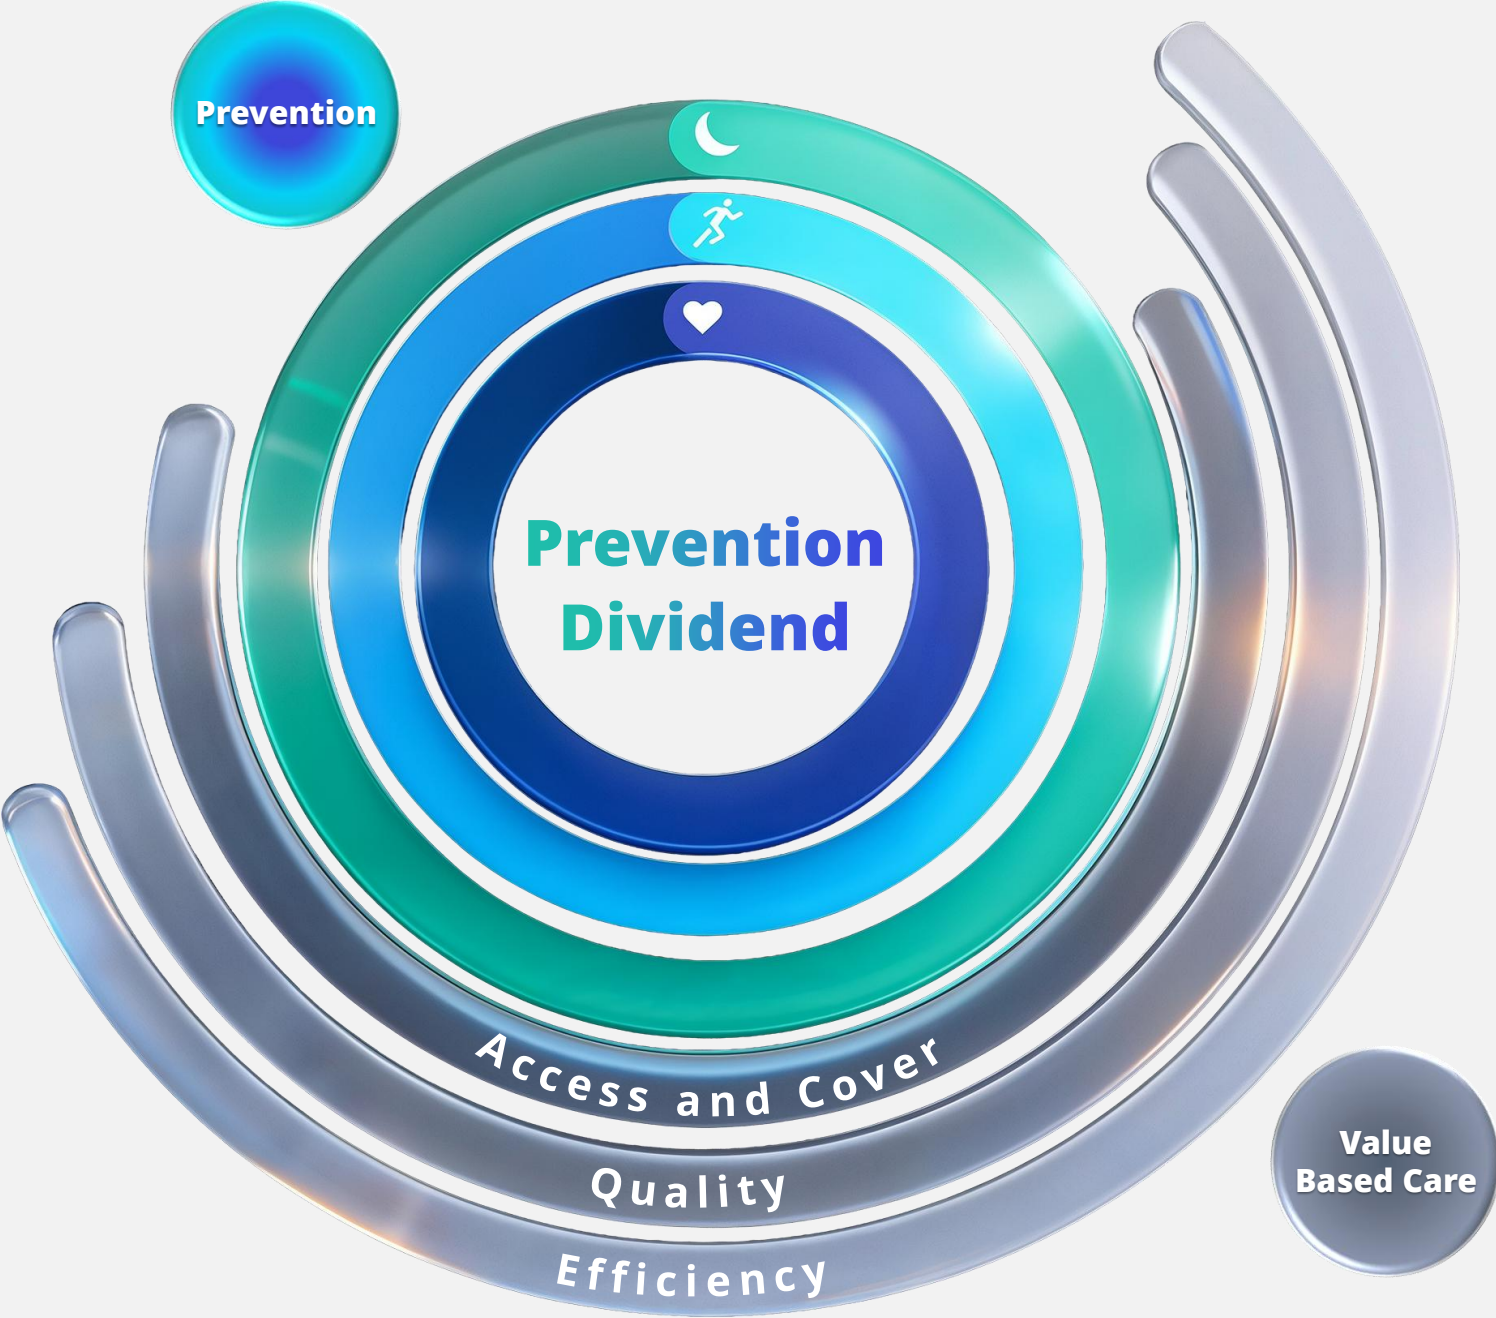 Prevention
Prevention
Dividend
Access and Cover
Quality
Efficiency
Value
Based Care